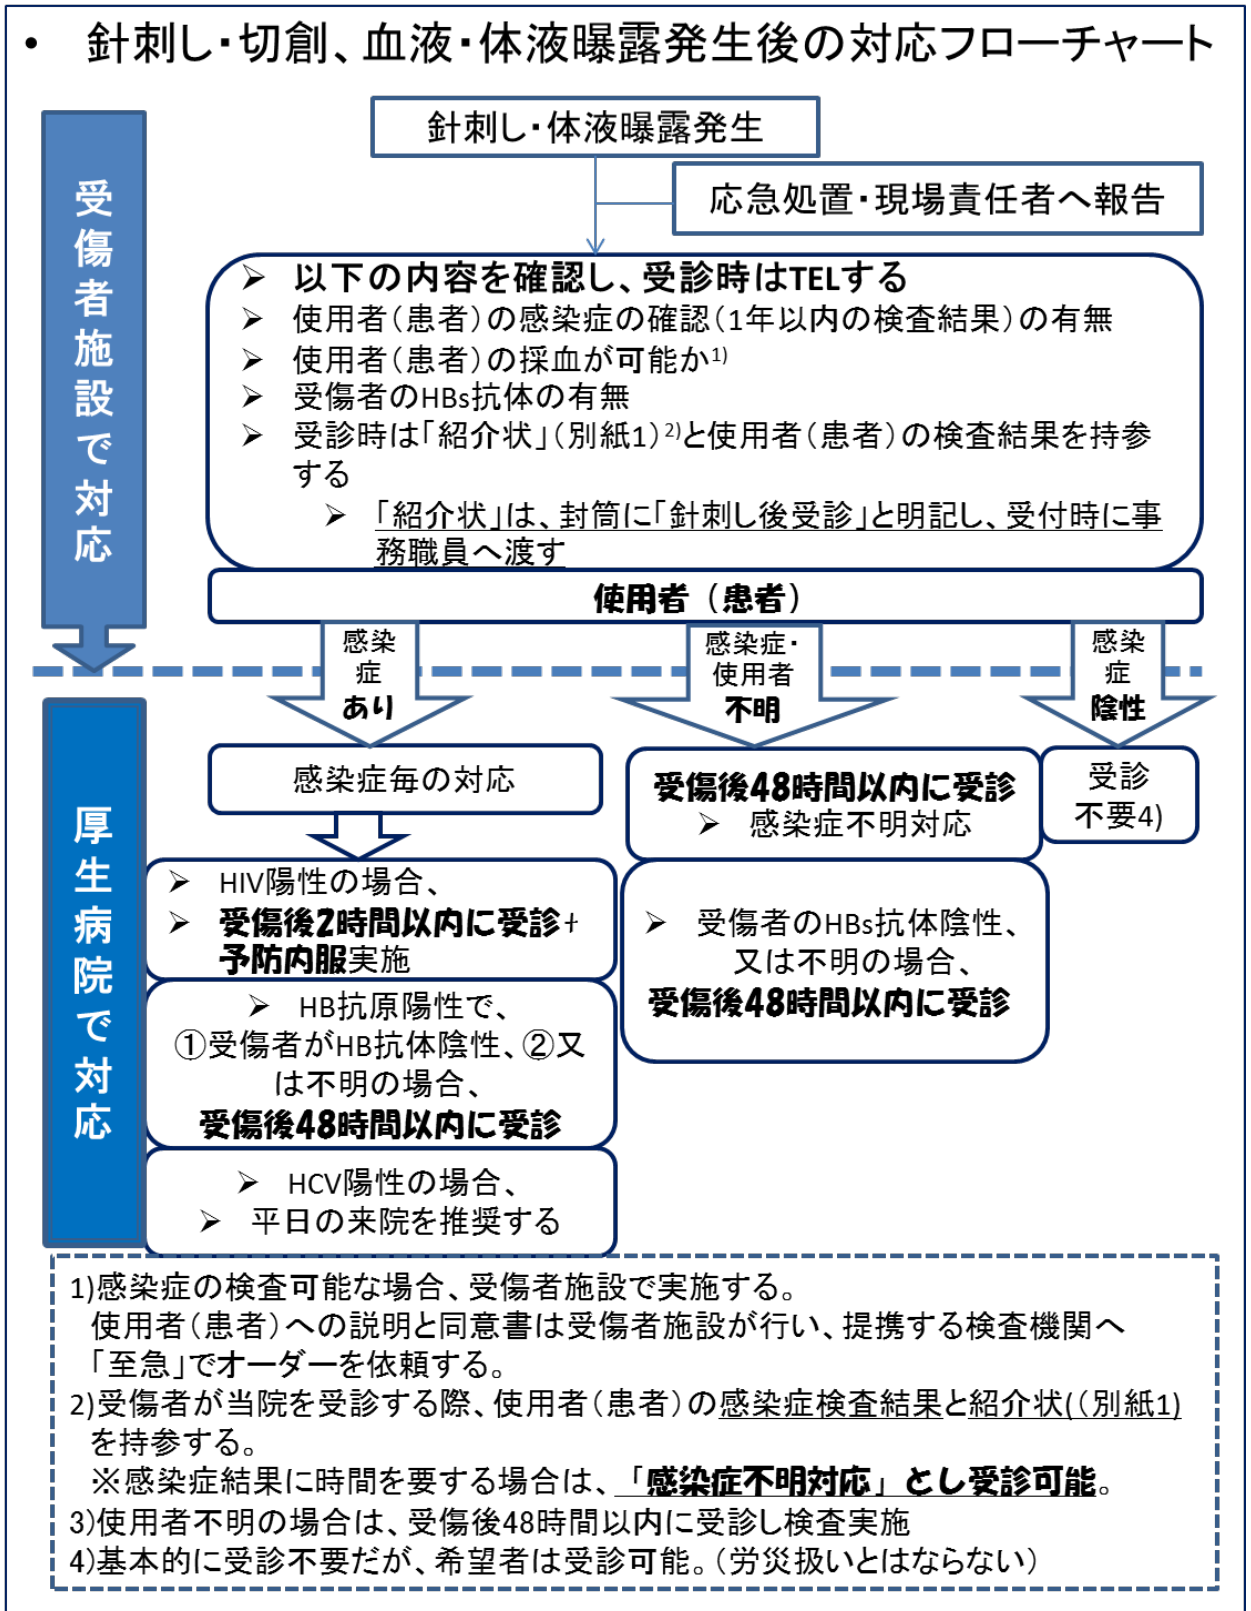 • 針刺し・切創、血液・体液曝露発生後の対応フローチャート
受傷者施設で対応
針刺し・体液曝露発生
応急処置・現場責任者へ報告
➢ 以下の内容を確認し、受診時はTELする
➢ 使用者(患者)の感染症の確認(1年以内の検査結果)の有無
➢ 使用者(患者)の採血が可能か1)
➢ 受傷者のHBs抗体の有無
➢ 受診時は「紹介状」(別紙1)2)と使用者(患者)の検査結果を持参
する
➢ 「紹介状」は、封筒に「針刺し後受診」と明記し、受付時に事
務職員へ渡す
使用者(患者)
感染
症
あり
感染症・
使用者
不明
感染
症
陰性
厚生病院で対応
感染症毎の対応
➢ HIV陽性の場合、
➢ 受傷後2時間以内に受診+
予防内服実施
➢ HB抗原陽性で、
①受傷者がHB抗体陰性、②又
は不明の場合、
受傷後48時間以内に受診
➢ HCV陽性の場合、
➢ 平日の来院を推奨する
受傷後48時間以内に受診
➢ 感染症不明対応
➢ 受傷者のHBs抗体陰性、
又は不明の場合、
受傷後48時間以内に受診
受診
不要4)
1)感染症の検査可能な場合、受傷者施設で実施する。
使用者(患者)への説明と同意書は受傷者施設が行い、提携する検査機関へ
「至急」でオーダーを依頼する。
2)受傷者が当院を受診する際、使用者(患者)の感染症検査結果と紹介状((別紙1)
を持参する。
※感染症結果に時間を要する場合は、「感染症不明対応」とし受診可能。
3)使用者不明の場合は、受傷後48時間以内に受診し検査実施
4)基本的に受診不要だが、希望者は受診可能。(労災扱いとはならない)